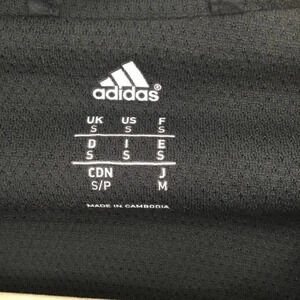 adidas®
UK US F
S S S
D I E
S S S
CDN J
S/P M
MADE IN CAMBODIA